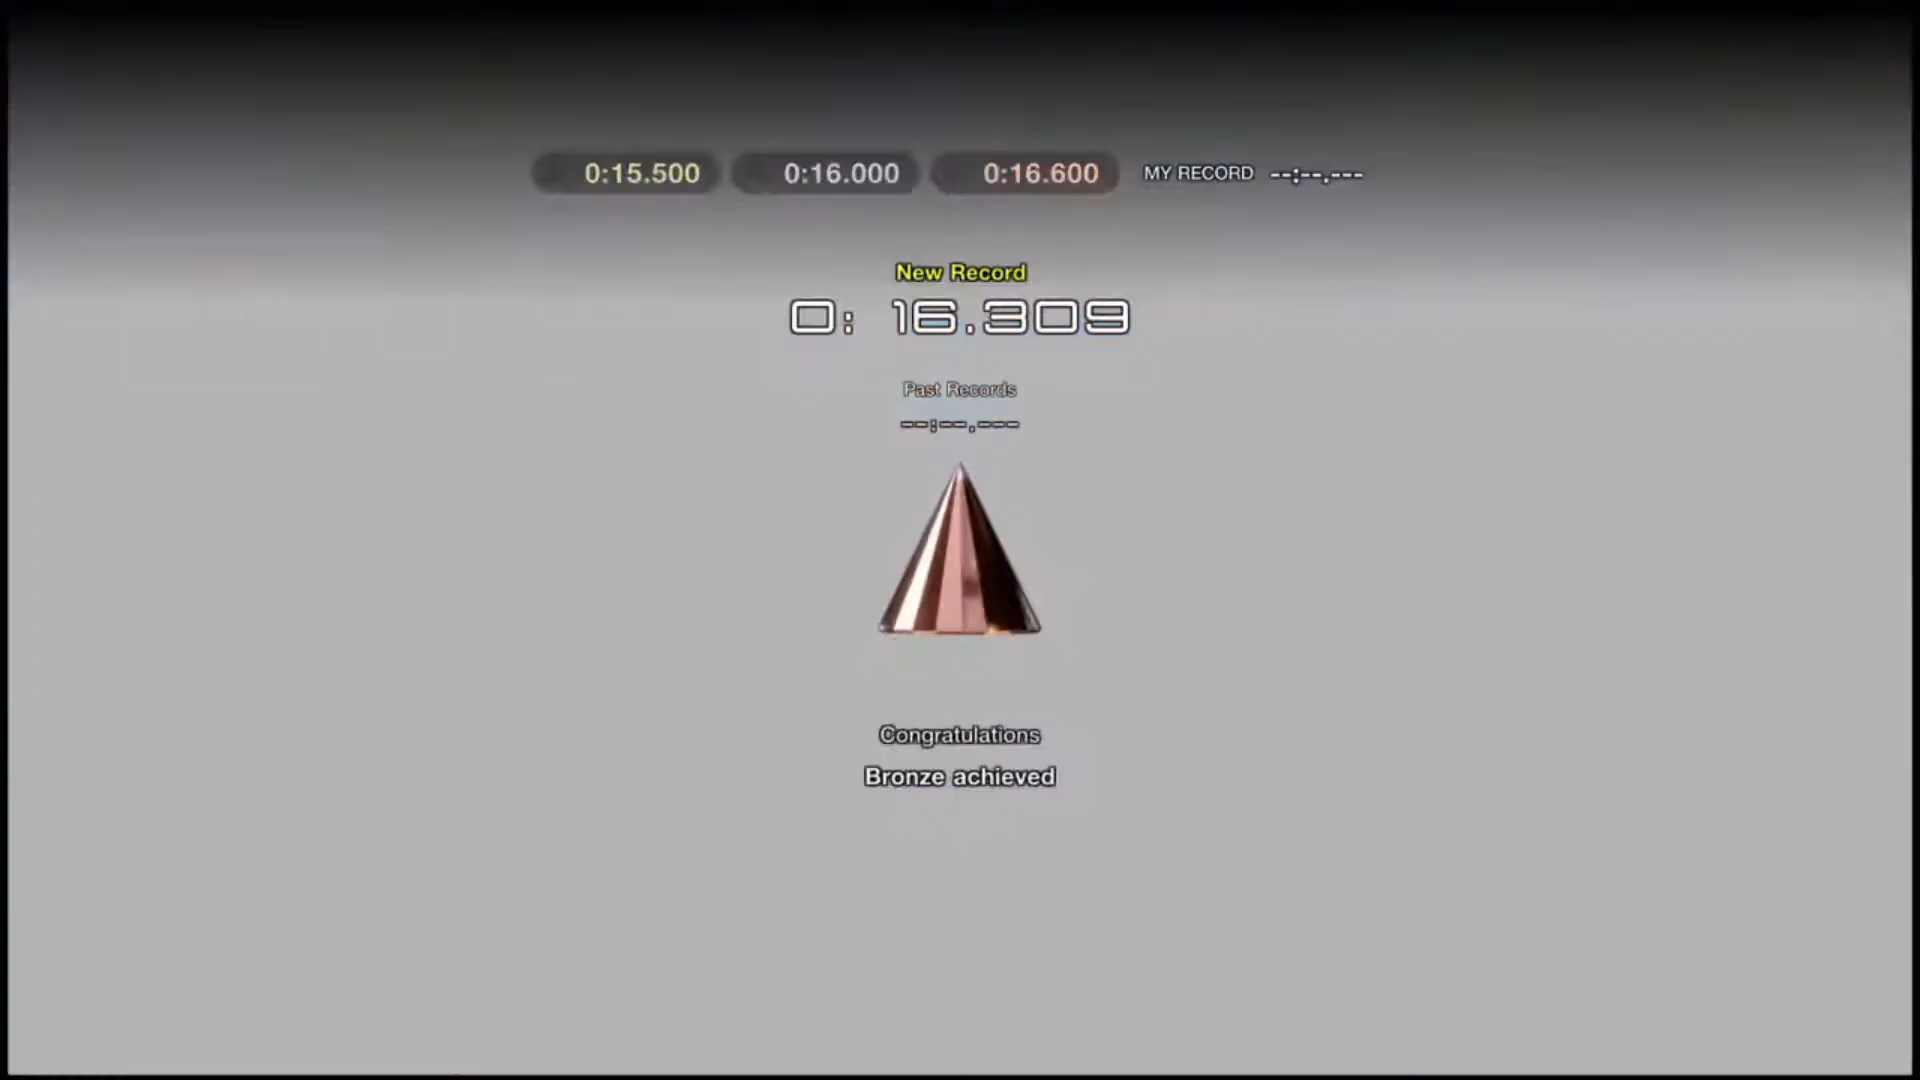 0:15.500 0:16.000 0:16.600 MY RECORD --:--.---
New Record
0: 16.309
Past Records
--:--.---
Congratulations
Bronze achieved